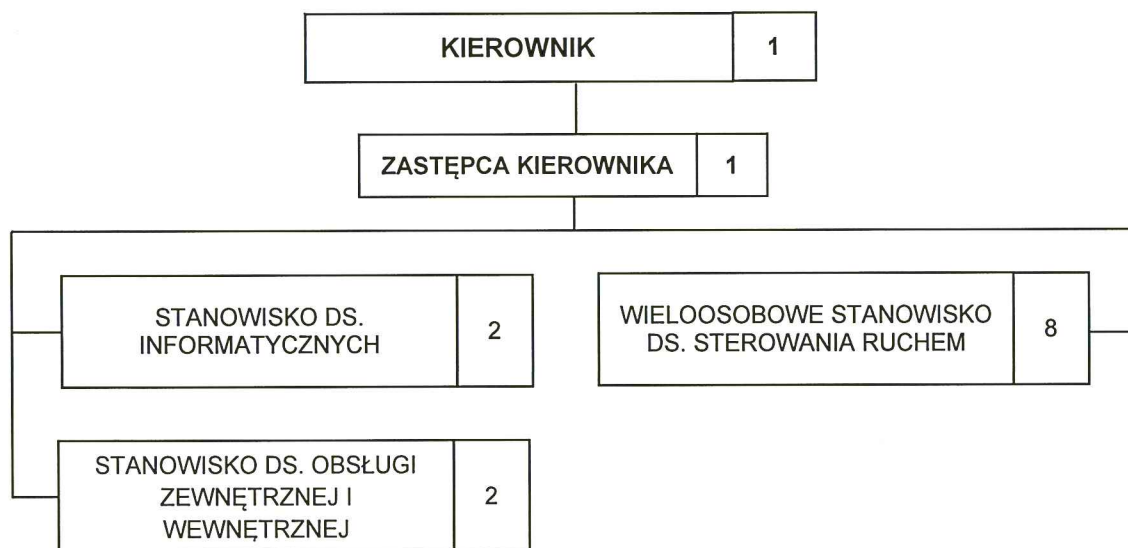 KIEROWNIK 1
ZASTĘPCA KIEROWNIKA 1
STANOWISKO DS.
INFORMATYCZNYCH
2
WIELOOSOBOWE STANOWISKO
DS. STEROWANIA RUCHEM
8
STANOWISKO DS. OBSŁUGI
ZEWNĘTRZNEJ I
WEWNĘTRZNEJ
2